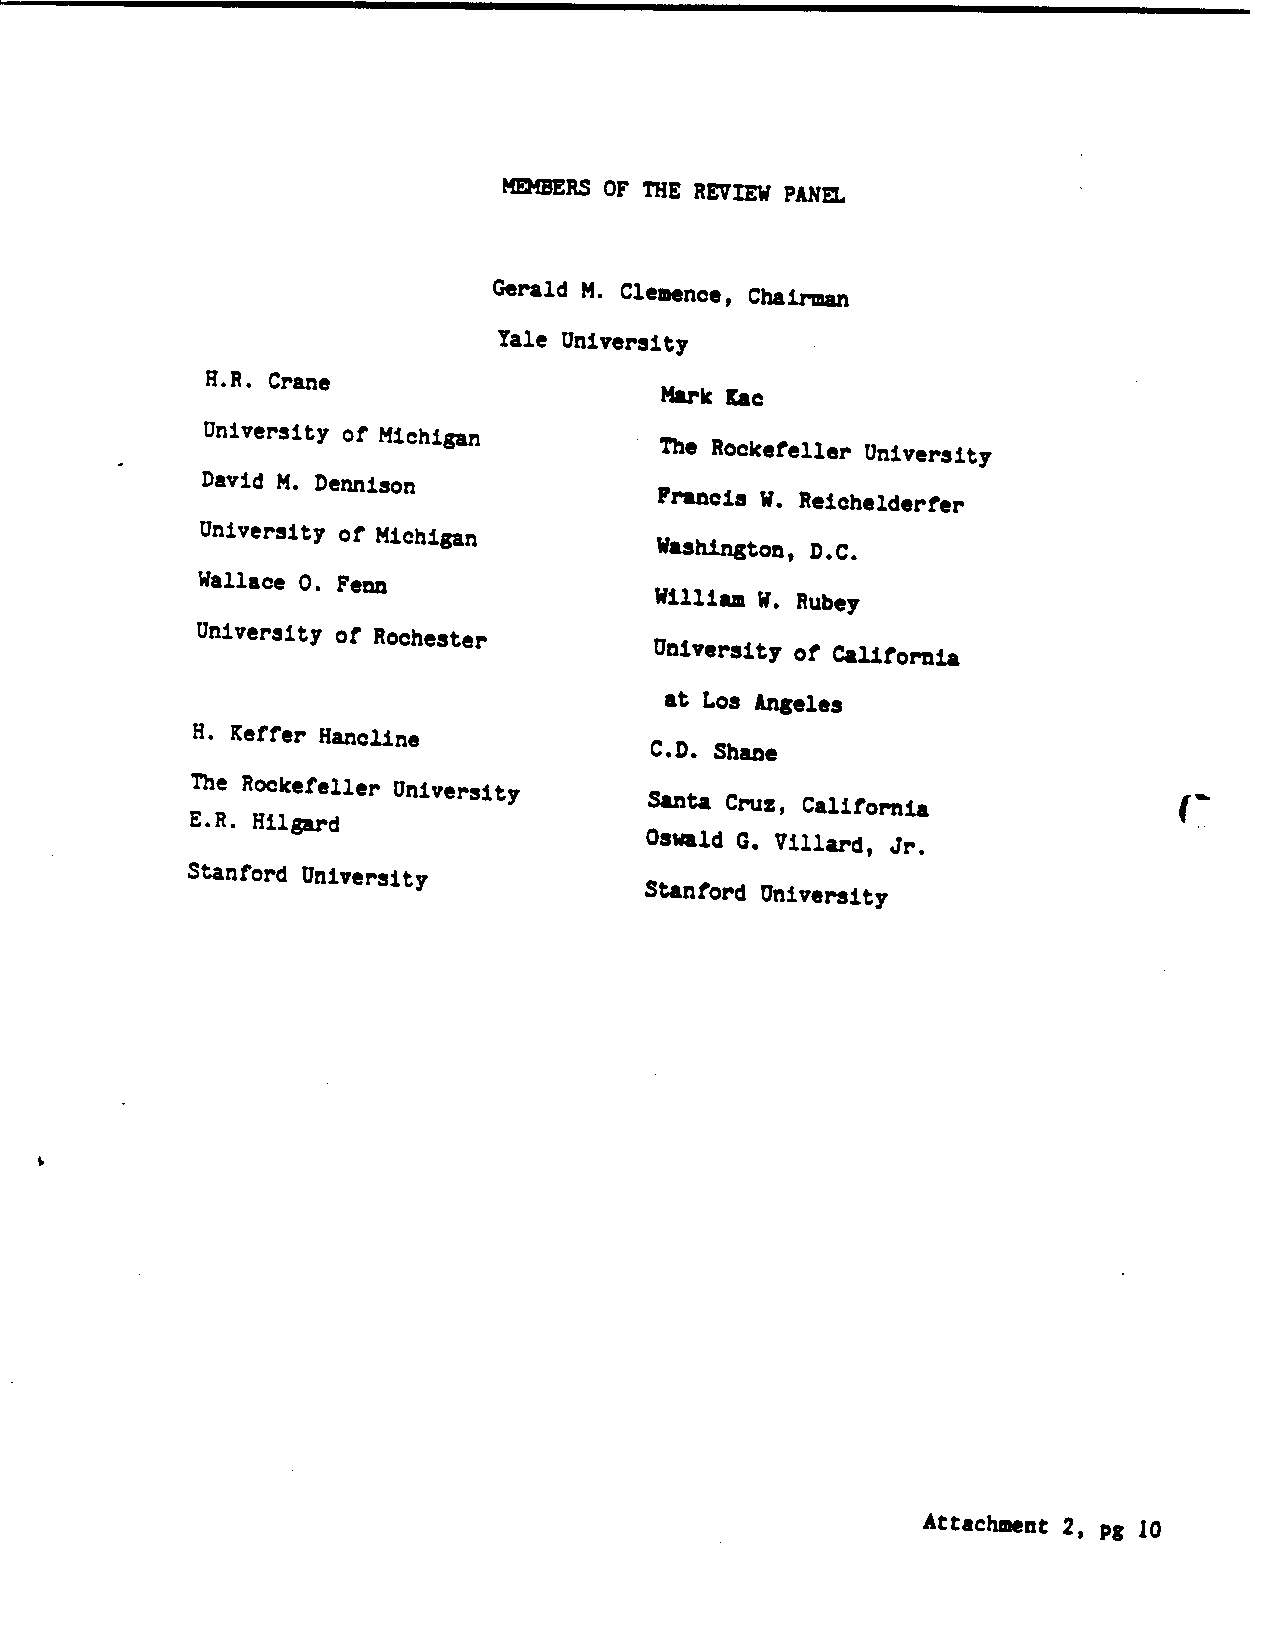 MEMBERS OF THE REVIEW PANEL
Gerald M. Clemence, Chairman
Yale University
H.R. Crane
University of Michigan
David M. Dennison
University of Michigan
Wallace O. Fenn
University of Rochester
H. Keffer Hancline
The Rockefeller University
E.R. Hilgard
Stanford University
Mark Kac
The Rockefeller University
Francis W. Reichelderfer
Washington, D.C.
William W. Rubey
University of California
at Los Angeles
C.D. Shane
Santa Cruz, California
Oswald G. Villard, Jr.
Stanford University
Attachment 2, pg 10